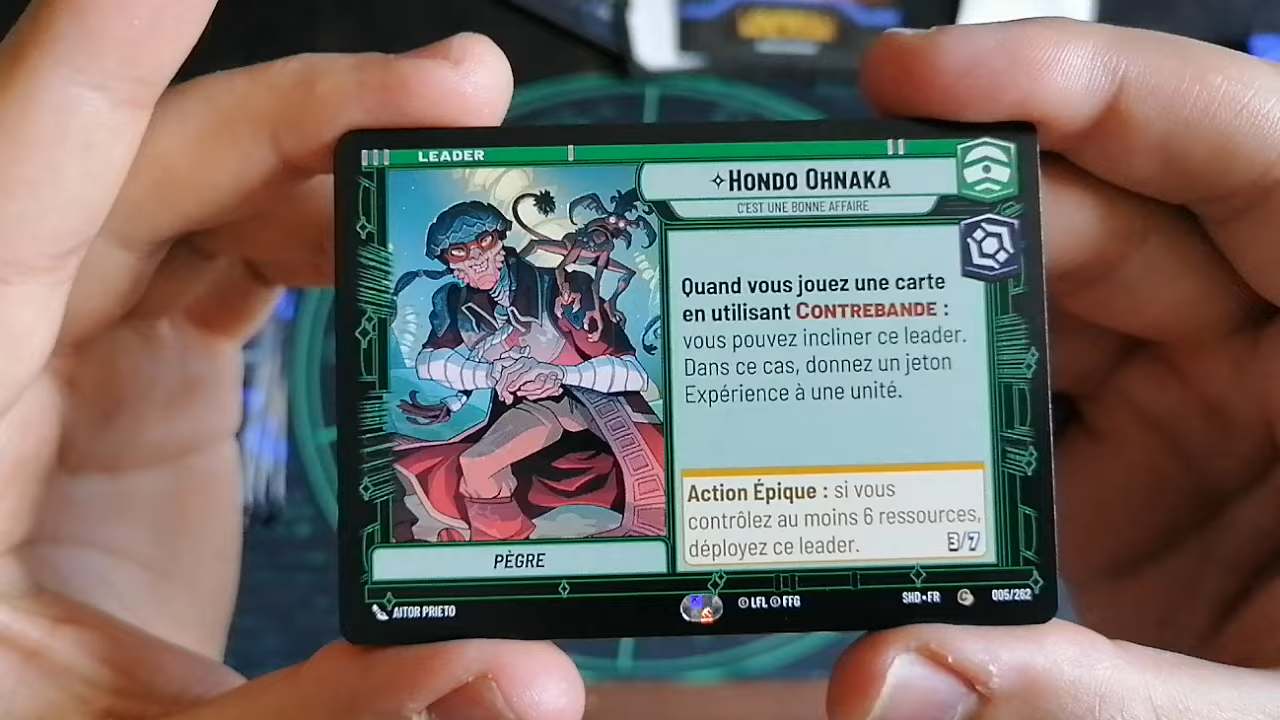 LEADER
HONDO OHNAKA
C'EST UNE BONNE AFFAIRE
Quand vous jouez une carte
en utilisant CONTREBANDE :
vous pouvez incliner ce leader.
Dans ce cas, donnez un jeton
Expérience à une unité.
Action Épique : si vous
contrôlez au moins 6 ressources,
déployez ce leader.
3/7
PÈGRE
AITOR PRIETO
© LFL © FFG
SHD•FR
C
005/262